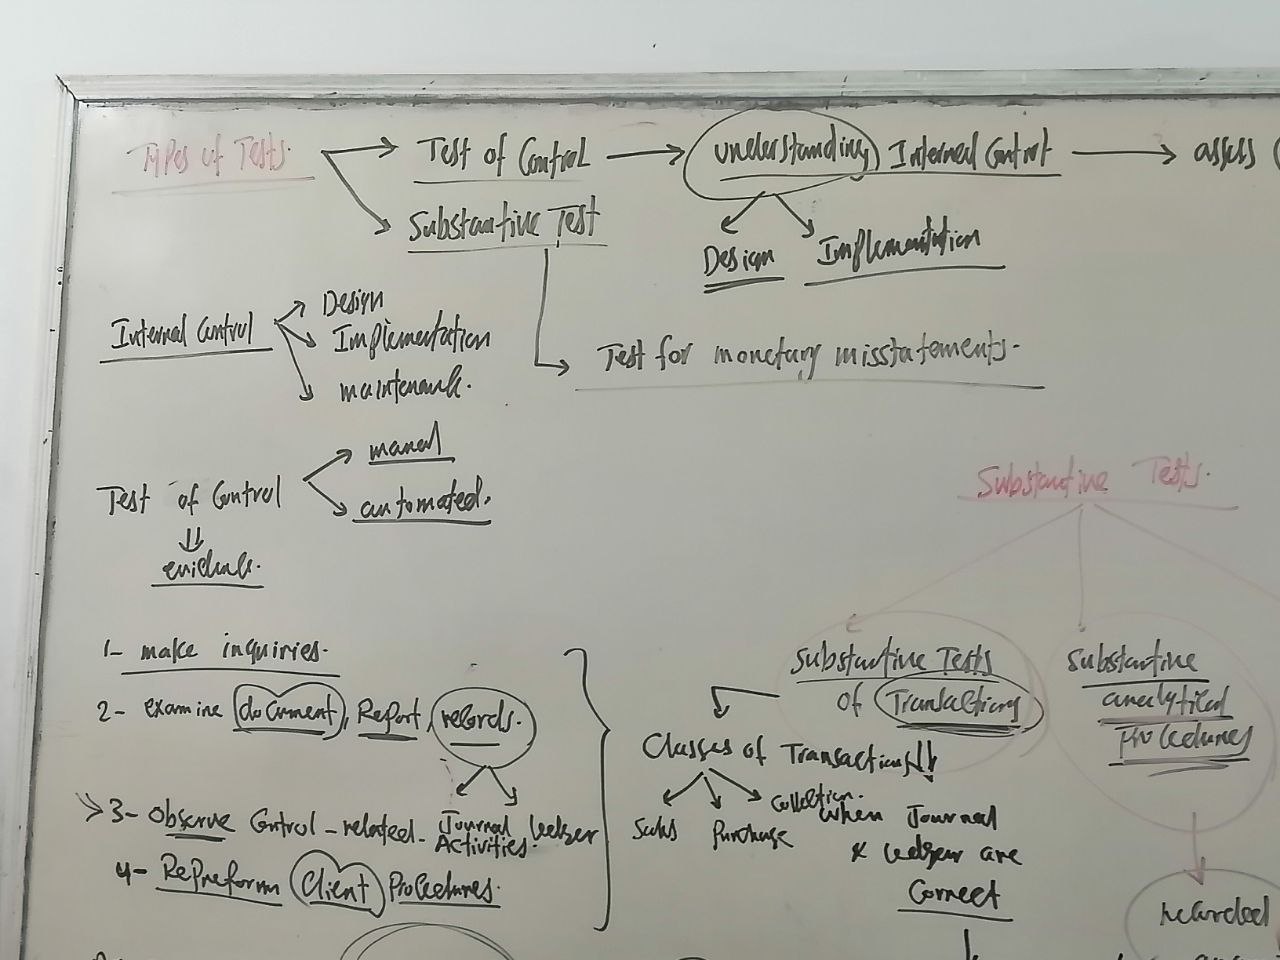 Types of Tests.
Test of Control
understanding Internal Control
assess
Substantive Test
Design
Implementation
Internal Control
Design
Implementation
maintenance.
Test for monetary misstatements.
Test of Control
manal
automated.
evidence.
Substantive Tests.
1- make inquiries.
2- examine document, Report, records.
3- Observe Control-related
Activities.
Journal
ledger
4- Repreform Client Procedures.
Substantive Tests
of Transactions
Classes of Transactions
Sales
Purchase
Collection.
when Journal
& ledger are
Correct
Substantive
analytical
Procedures
recorded